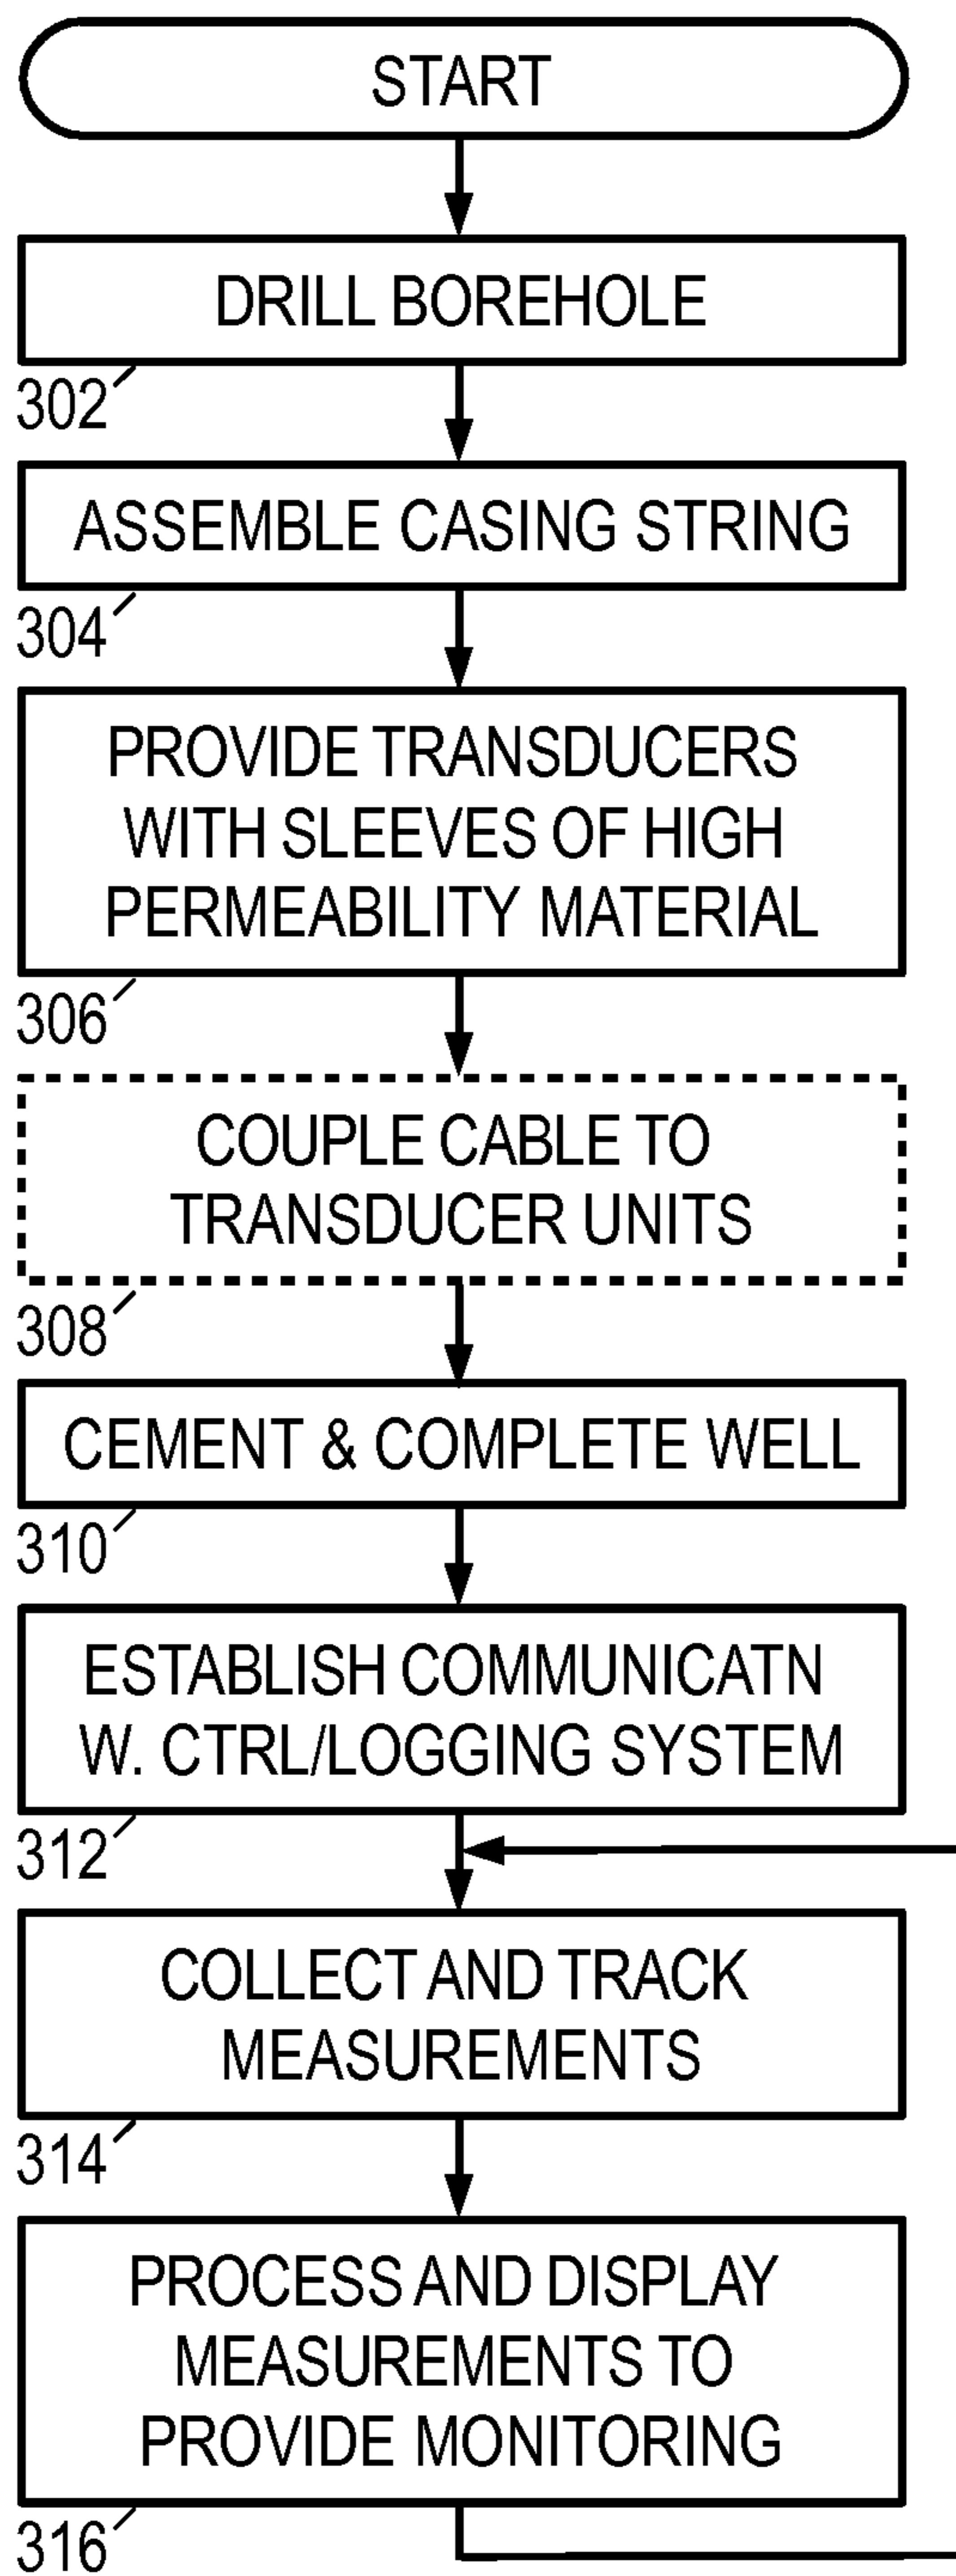 START
DRILL BOREHOLE
302
ASSEMBLE CASING STRING
304
PROVIDE TRANSDUCERS
WITH SLEEVES OF HIGH
PERMEABILITY MATERIAL
306
COUPLE CABLE TO
TRANSDUCER UNITS
308
CEMENT & COMPLETE WELL
310
ESTABLISH COMMUNICATN
W. CTRL/LOGGING SYSTEM
312
COLLECT AND TRACK
MEASUREMENTS
314
PROCESS AND DISPLAY
MEASUREMENTS TO
PROVIDE MONITORING
316